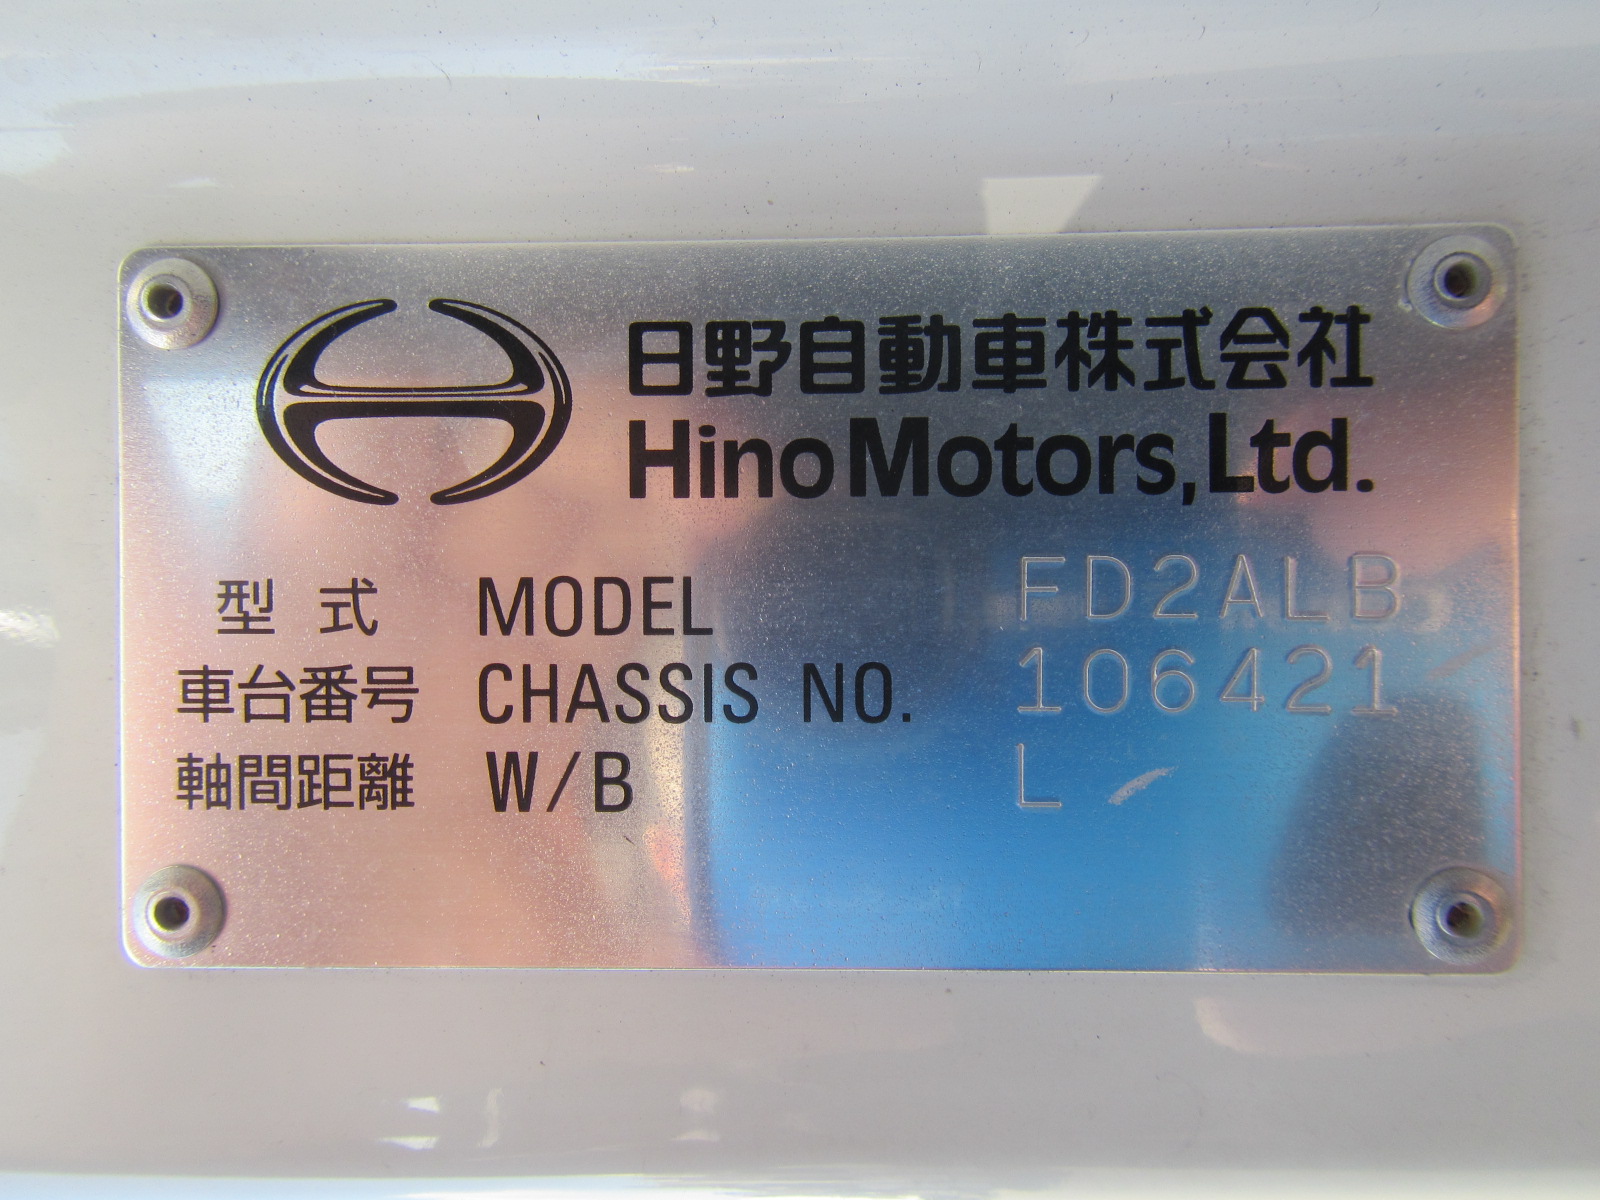 日野自動車株式会社
Hino Motors, Ltd.
型式 MODEL FD2ALB
車台番号 CHASSIS NO. 106421
軸間距離 W/B L